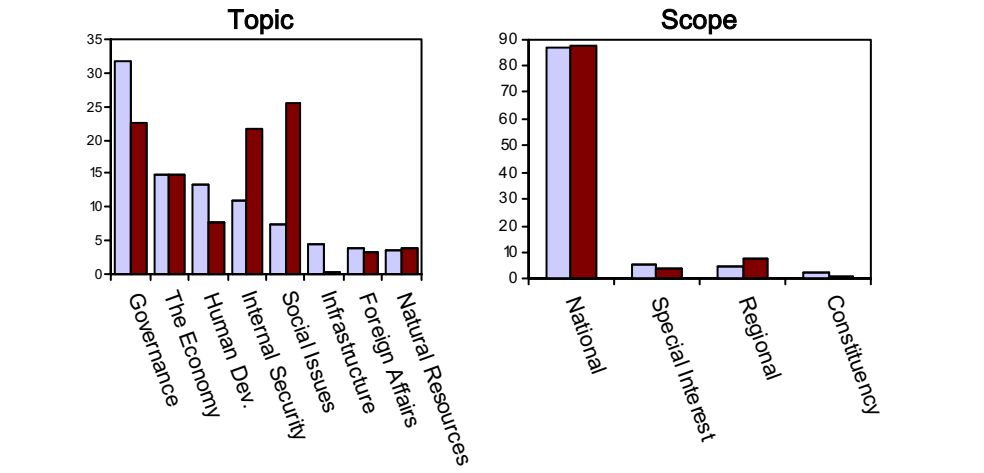 Topic
35
30
25
20
15
10
5
0
Governance
The Economy
Human Dev.
Internal Security
Social Issues
Infrastructure
Foreign Affairs
Natural Resources
Scope
90
80
70
60
50
40
30
20
10
0
National
Special Interest
Regional
Constituency